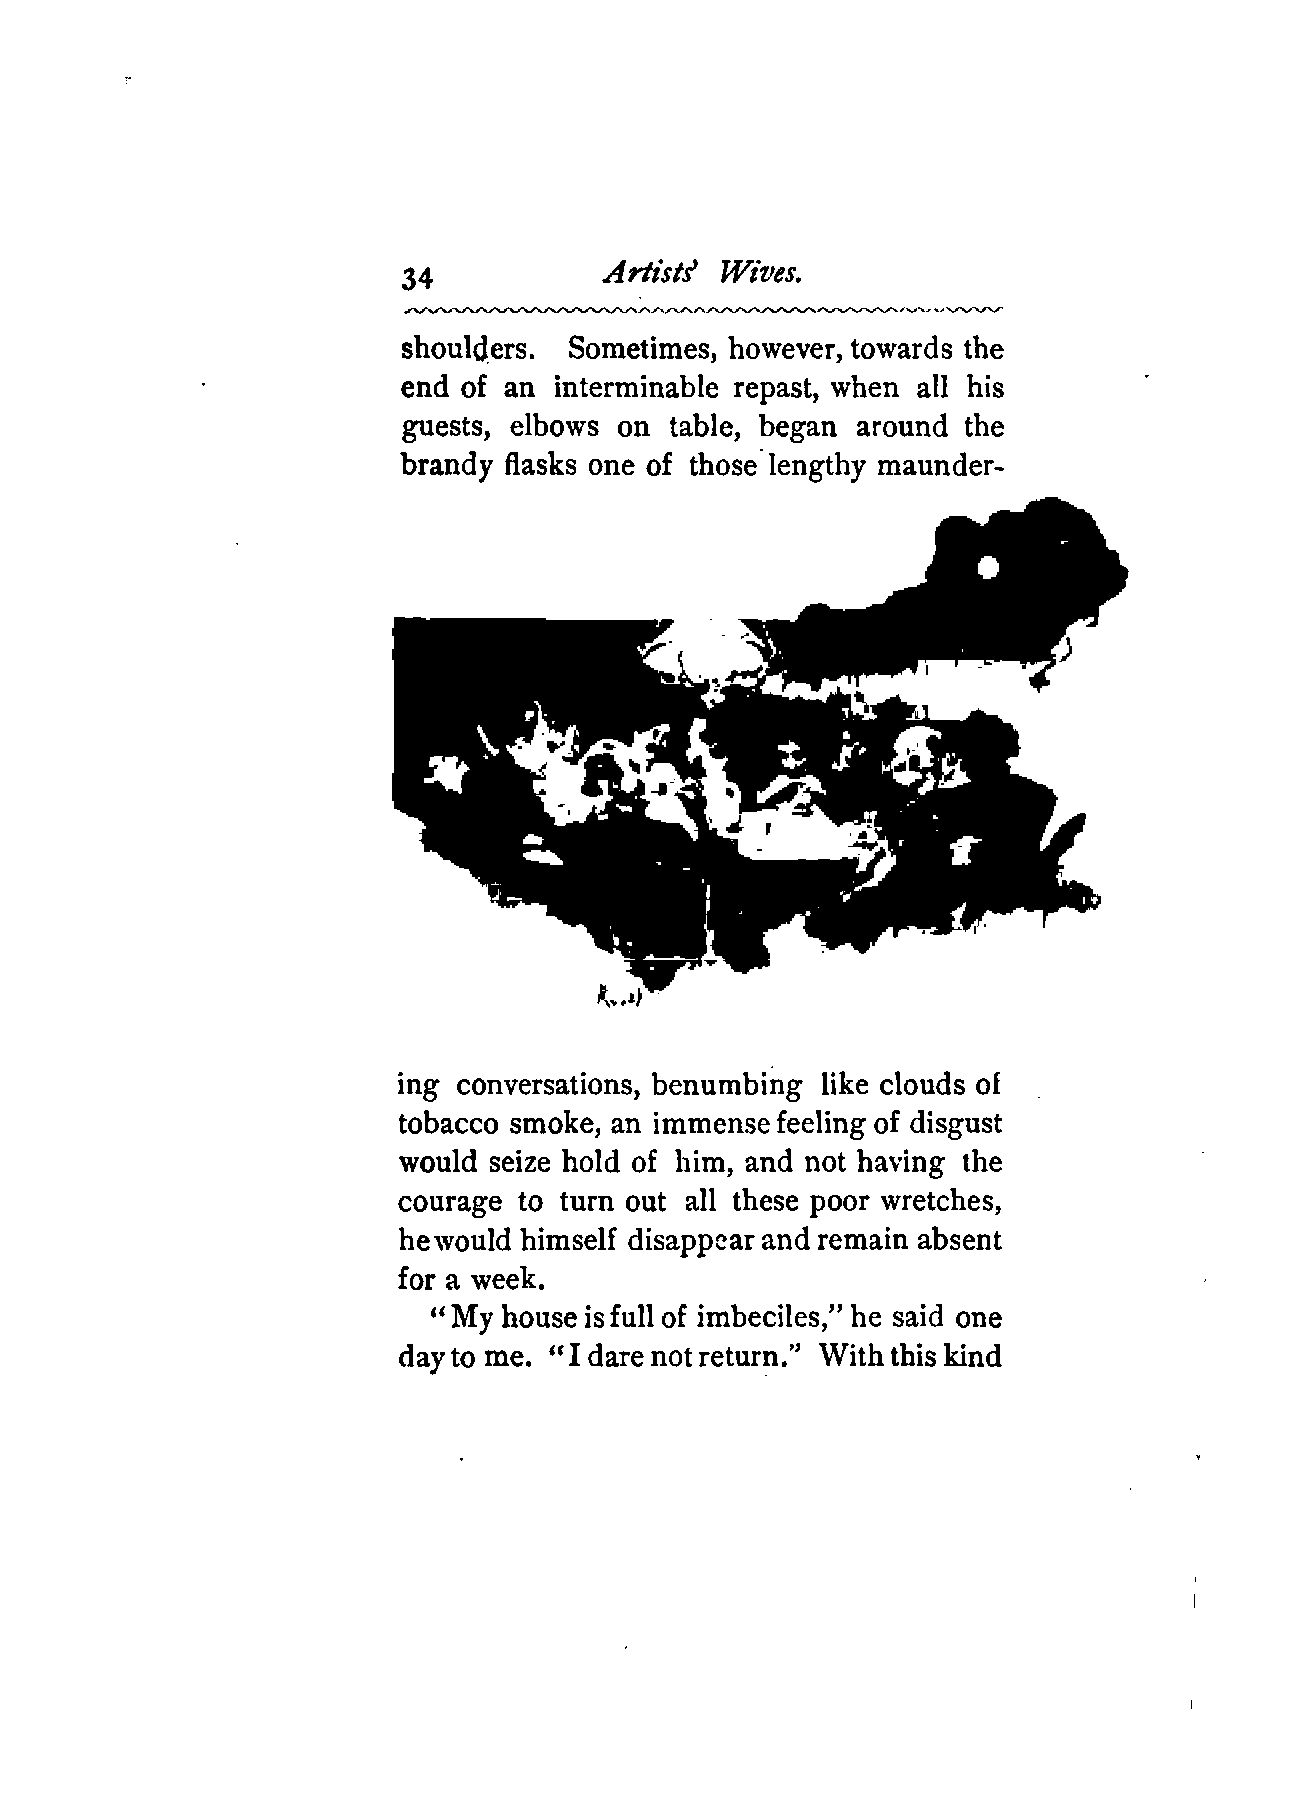 34 Artists' Wives.
shoulders. Sometimes, however, towards the
end of an interminable repast, when all his
guests, elbows on table, began around the
brandy flasks one of those lengthy maunder-
ing conversations, benumbing like clouds of
tobacco smoke, an immense feeling of disgust
would seize hold of him, and not having the
courage to turn out all these poor wretches,
he would himself disappear and remain absent
for a week.
"My house is full of imbeciles," he said one
day to me. "I dare not return." With this kind